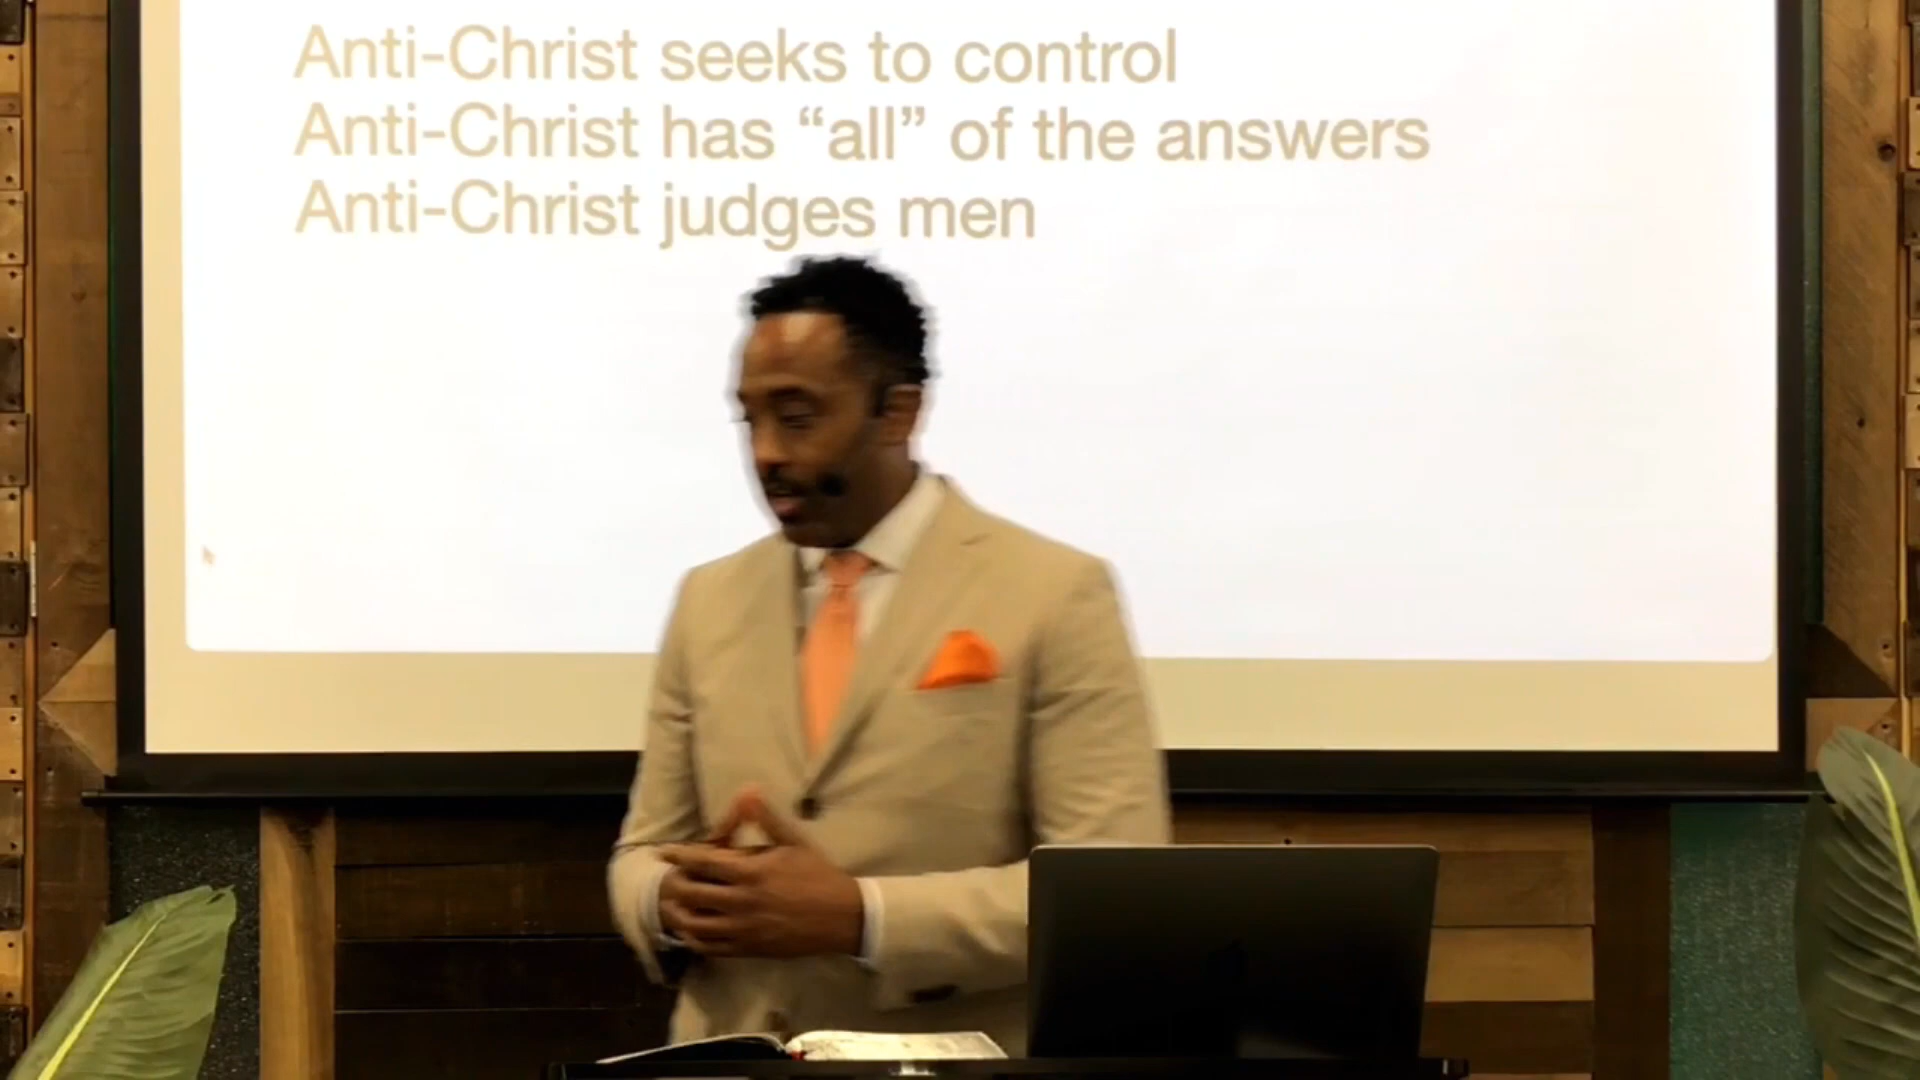 Anti-Christ seeks to control
Anti-Christ has “all” of the answers
Anti-Christ judges men